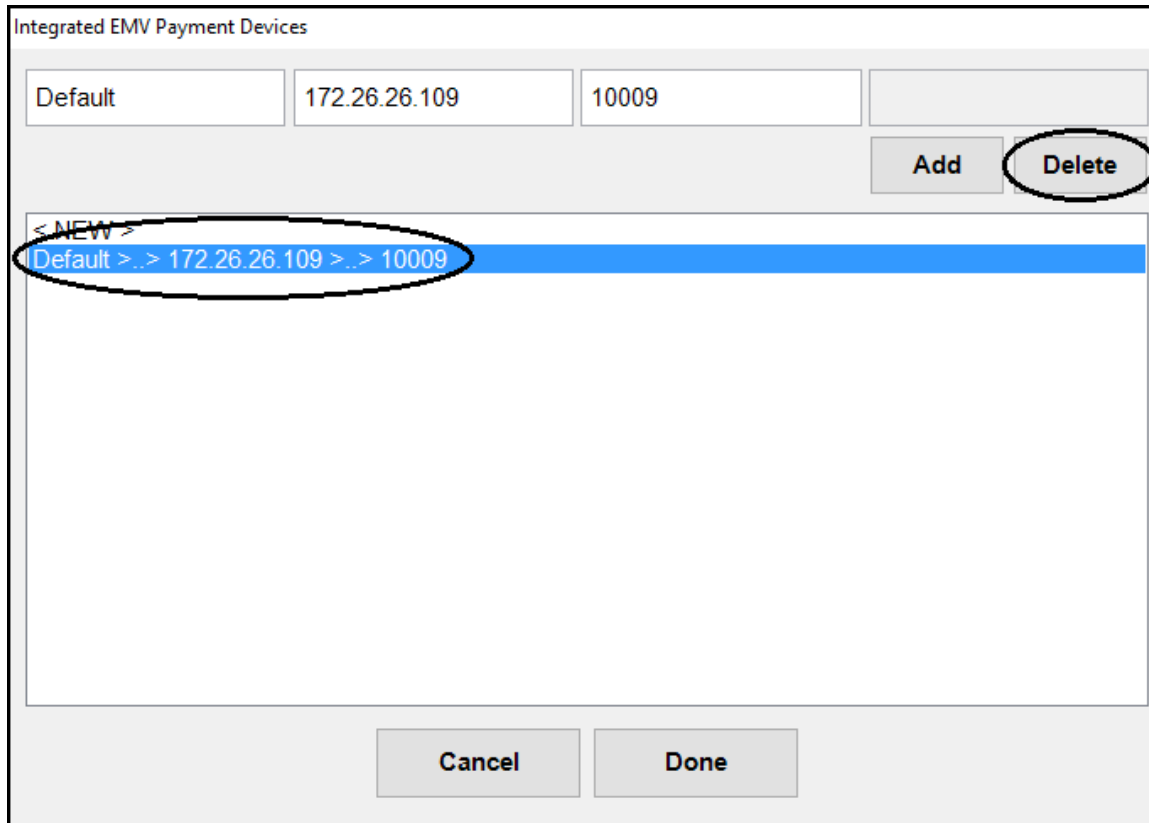 Integrated EMV Payment Devices
Default 172.26.26.109 10009
Add Delete
< NEW >
Default >..> 172.26.26.109 >..> 10009
Cancel Done